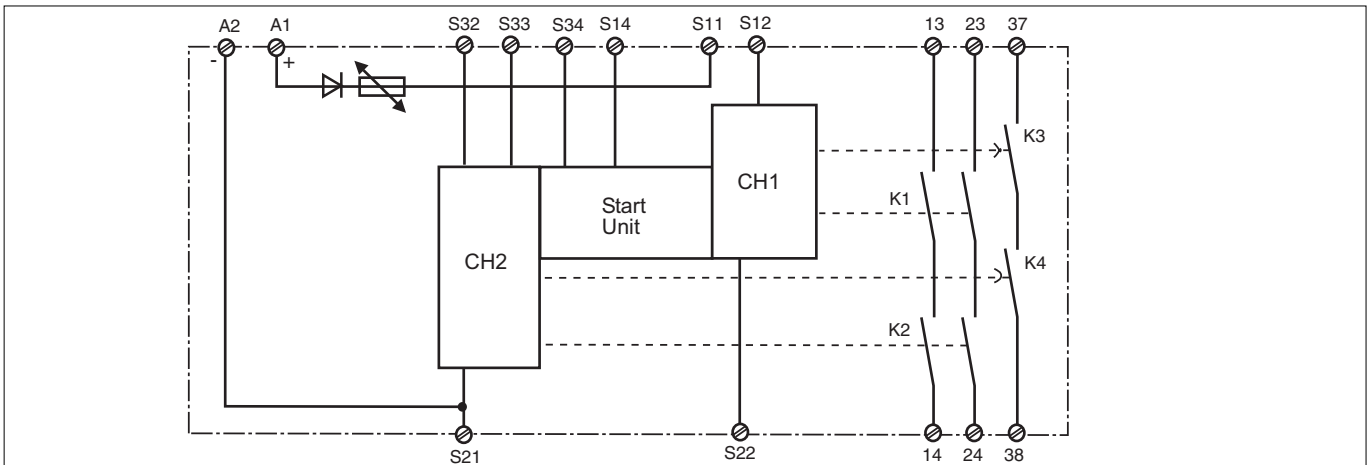 A2 A1 S32 S33 S34 S14 S11 S12 13 23 37
- +
K3
CH1
K1
Start
Unit
CH2
K4
K2
S21 S22 14 24 38